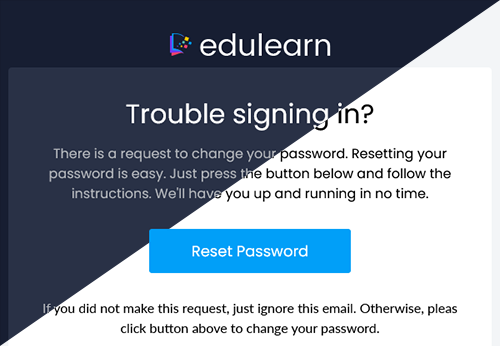 edulearn
Trouble signing in?
There is a request to change your password. Resetting your
password is easy. Just press the button below and follow the
instructions. We'll have you up and running in no time.
Reset Password
If you did not make this request, just ignore this email. Otherwise, pleas
click button above to change your password.